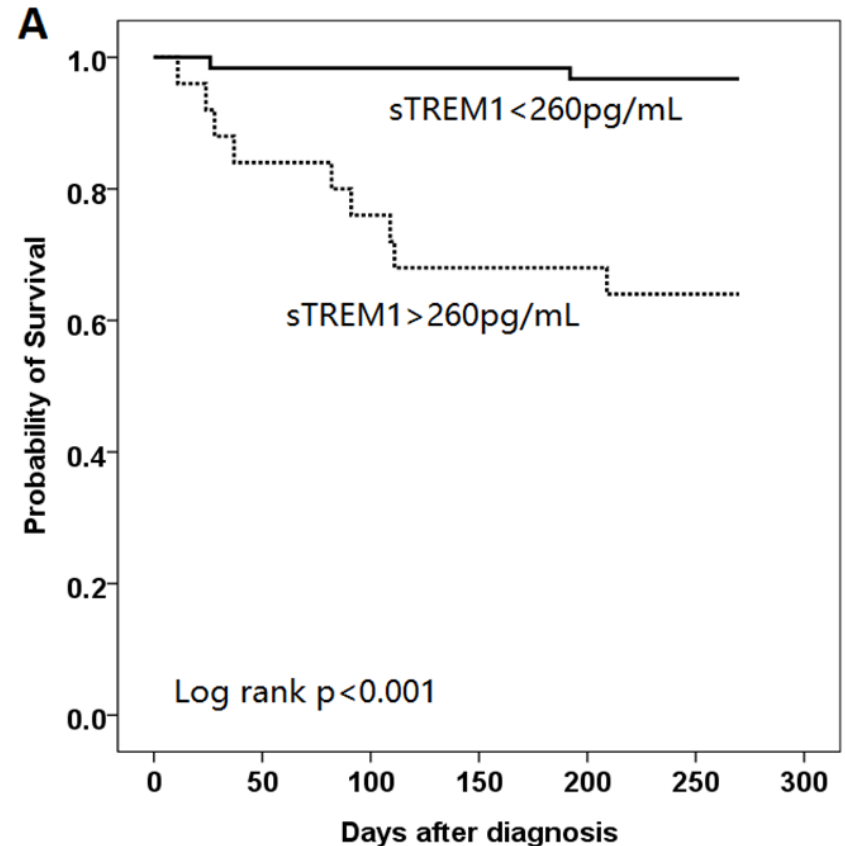 A
Probability of Survival
1.0
0.8
0.6
0.4
0.2
0.0
sTREM1<260pg/mL
sTREM1>260pg/mL
Log rank p<0.001
0 50 100 150 200 250 300
Days after diagnosis